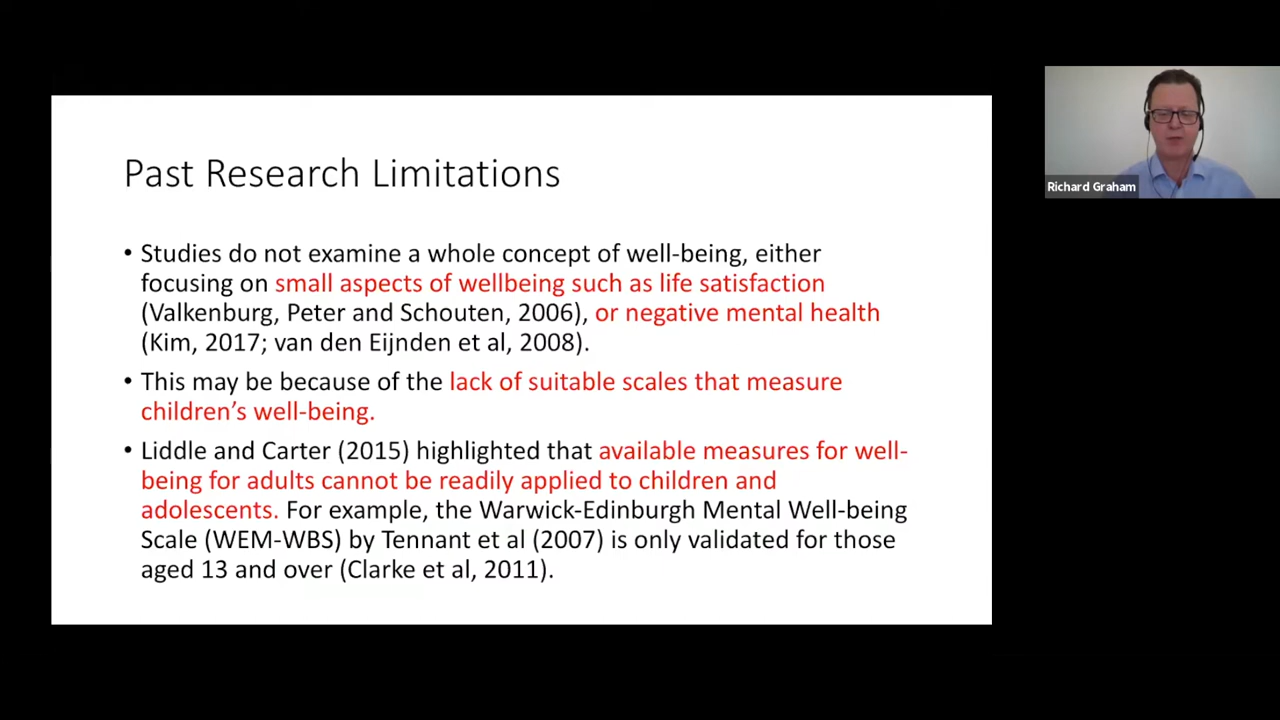 Past Research Limitations
• Studies do not examine a whole concept of well-being, either
focusing on small aspects of wellbeing such as life satisfaction
(Valkenburg, Peter and Schouten, 2006), or negative mental health
(Kim, 2017; van den Eijnden et al, 2008).
• This may be because of the lack of suitable scales that measure
children’s well-being.
• Liddle and Carter (2015) highlighted that available measures for well-
being for adults cannot be readily applied to children and
adolescents. For example, the Warwick-Edinburgh Mental Well-being
Scale (WEM-WBS) by Tennant et al (2007) is only validated for those
aged 13 and over (Clarke et al, 2011).
Richard Graham